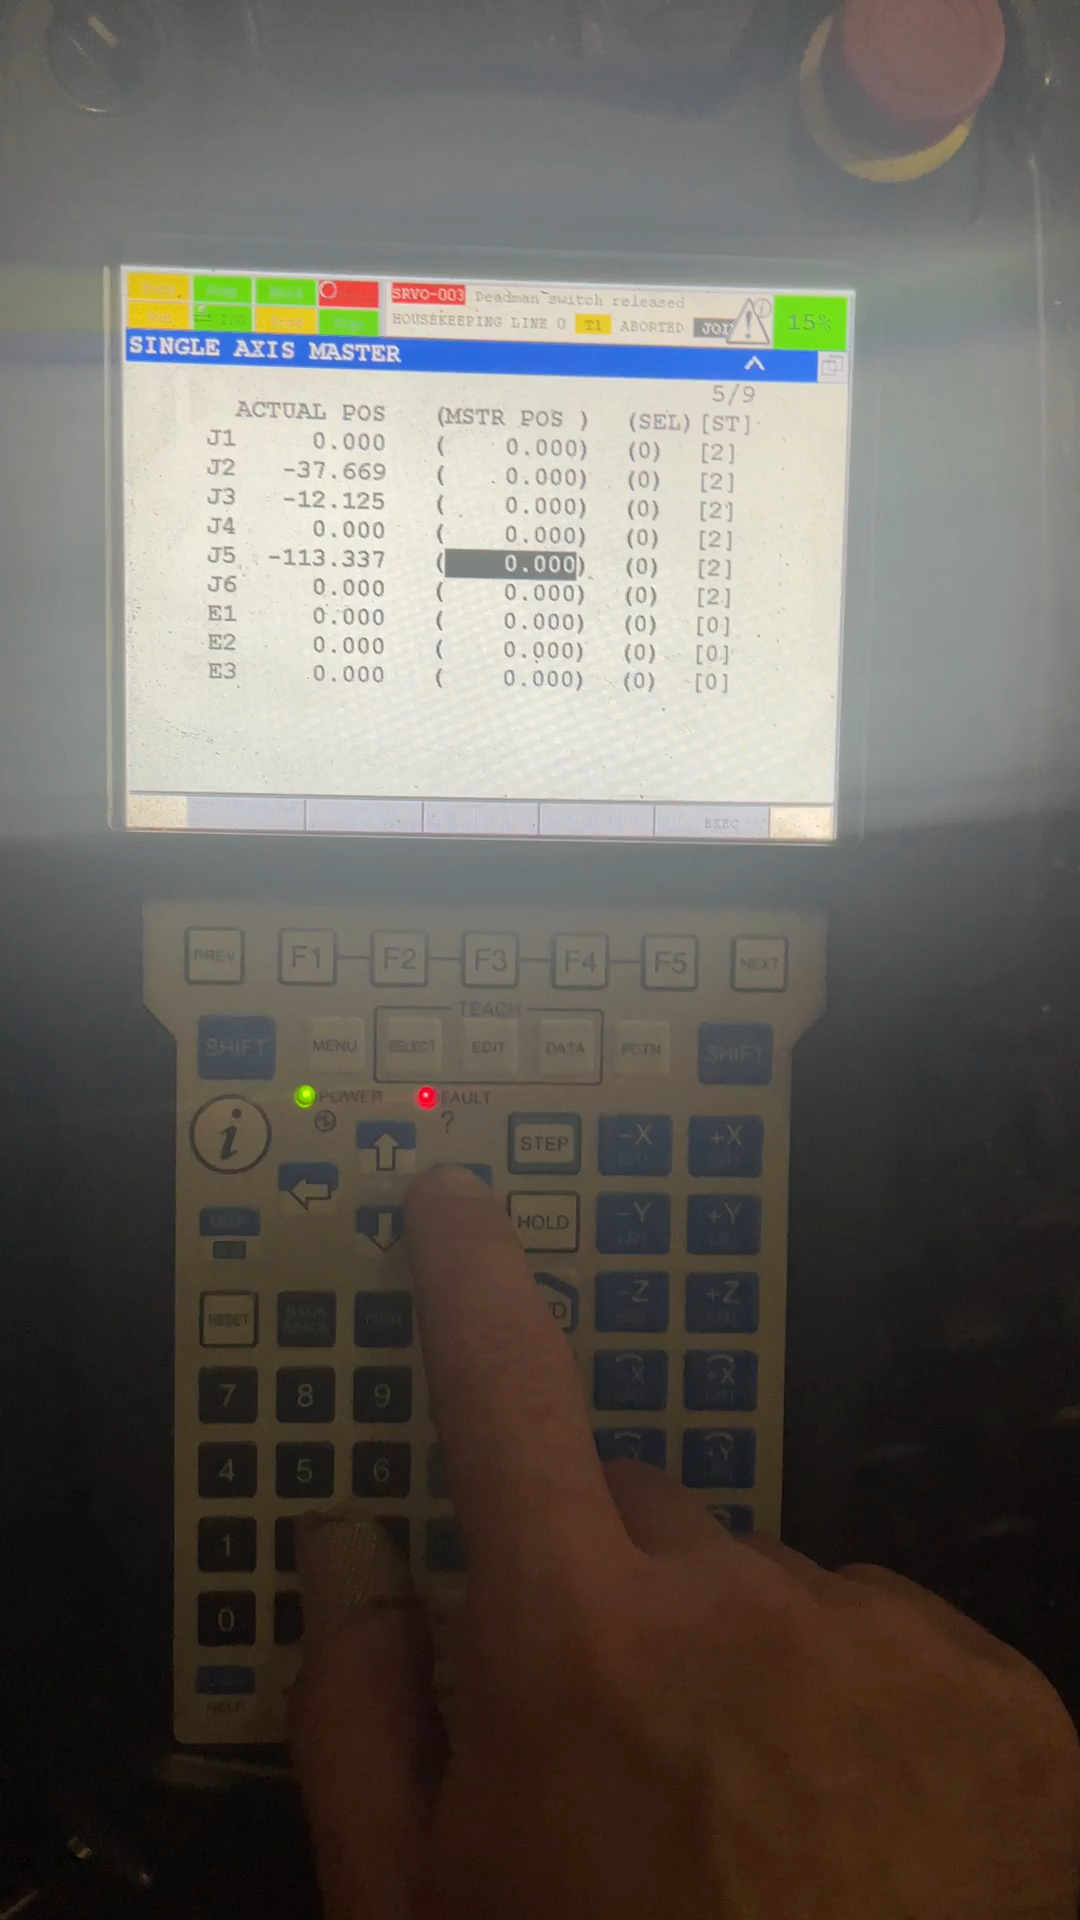 SRVO-003 Deadman switch released
I/O HOUSEKEEPING LINE 0 T1 ABORTED 15%
SINGLE AXIS MASTER
5/9
ACTUAL POS (MSTR POS ) (SEL) [ST]
J1 0.000 ( 0.000) (0) [2]
J2 -37.669 ( 0.000) (0) [2]
J3 -12.125 ( 0.000) (0) [2]
J4 0.000 ( 0.000) (0) [2]
J5 -113.337 ( 0.000) (0) [2]
J6 0.000 ( 0.000) (0) [2]
E1 0.000 ( 0.000) (0) [0]
E2 0.000 ( 0.000) (0) [0]
E3 0.000 ( 0.000) (0) [0]
EXEC
PREV F1 F2 F3 F4 F5 NEXT
TEACH
SHIFT MENU SELECT EDIT DATA FCTN SHIFT
POWER FAULT
i ? STEP -X +X
HOLD -Y +Y
RESET BACK SPACE -Z +Z
7 8 9 -X +X
4 5 6 +Y
1
0